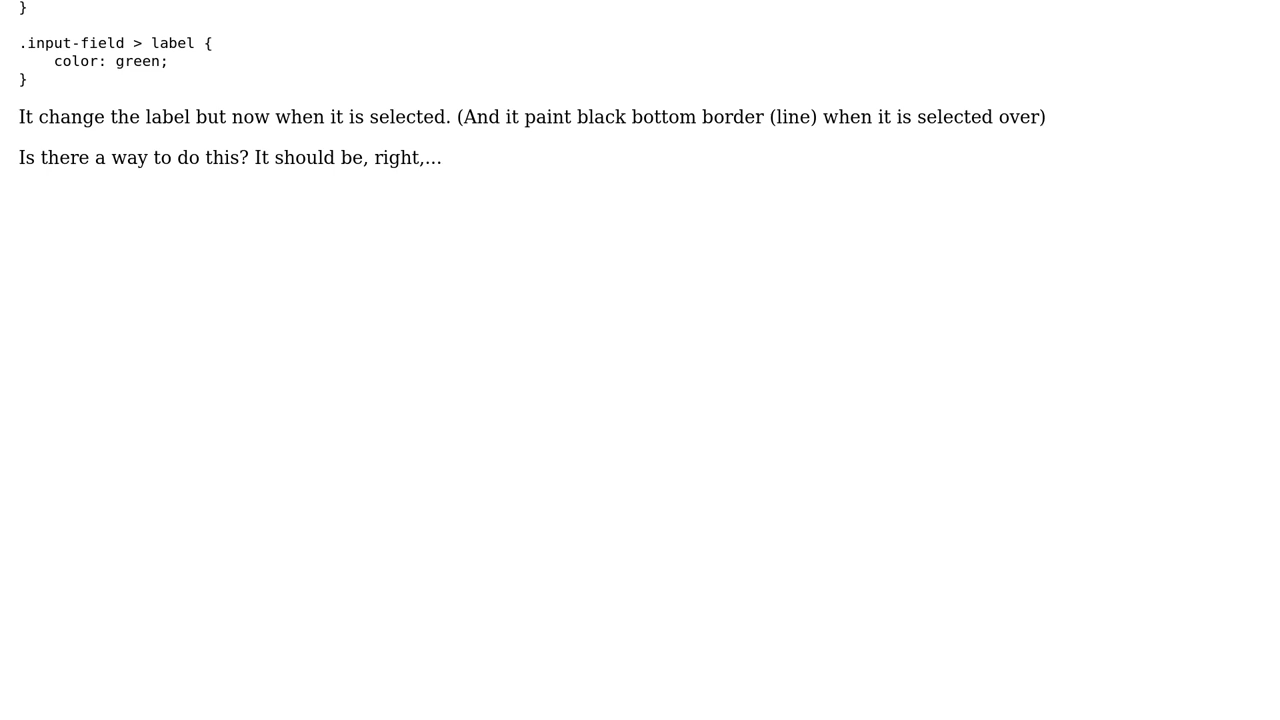 }
.input-field > label {
    color: green;
}
It change the label but now when it is selected. (And it paint black bottom border (line) when it is selected over)
Is there a way to do this? It should be, right,...